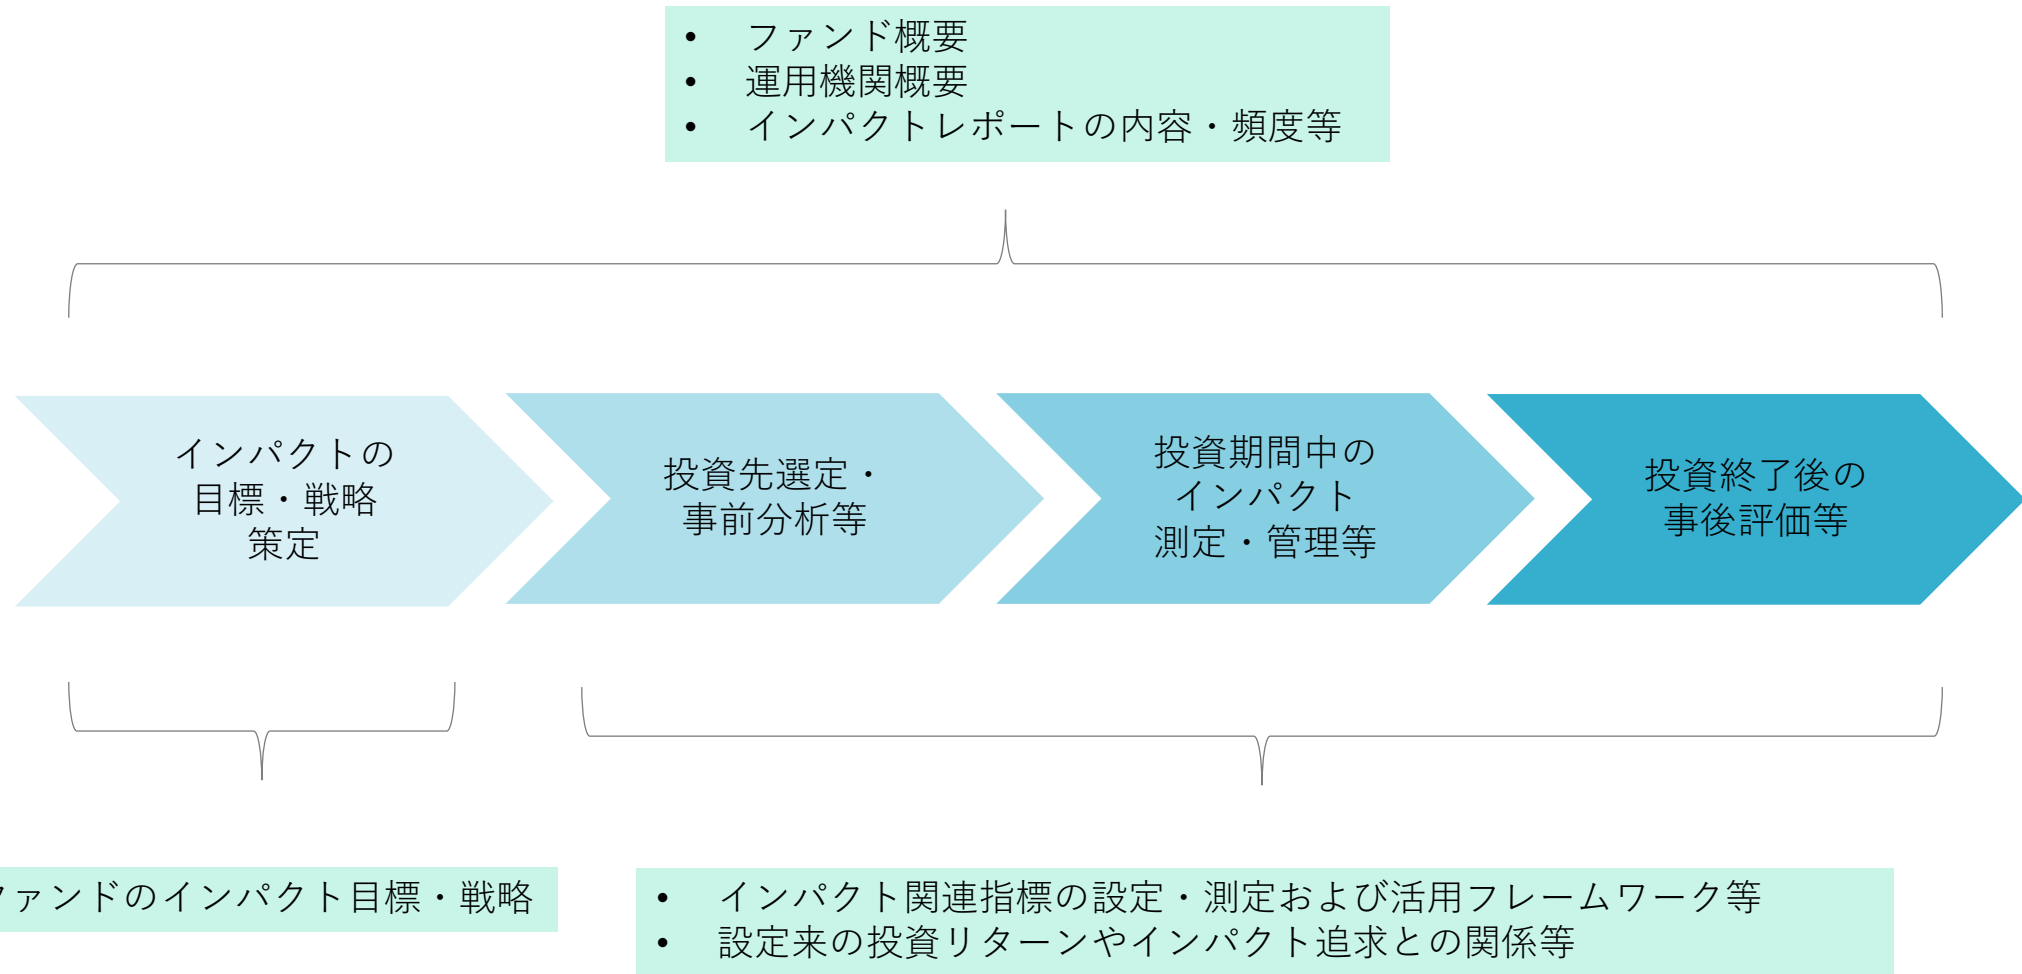 • ファンド概要
• 運用機関概要
• インパクトレポートの内容・頻度等
インパクトの
目標・戦略
策定
投資先選定・
事前分析等
投資期間中の
インパクト
測定・管理等
投資終了後の
事後評価等
ファンドのインパクト目標・戦略
• インパクト関連指標の設定・測定および活用フレームワーク等
• 設定来の投資リターンやインパクト追求との関係等